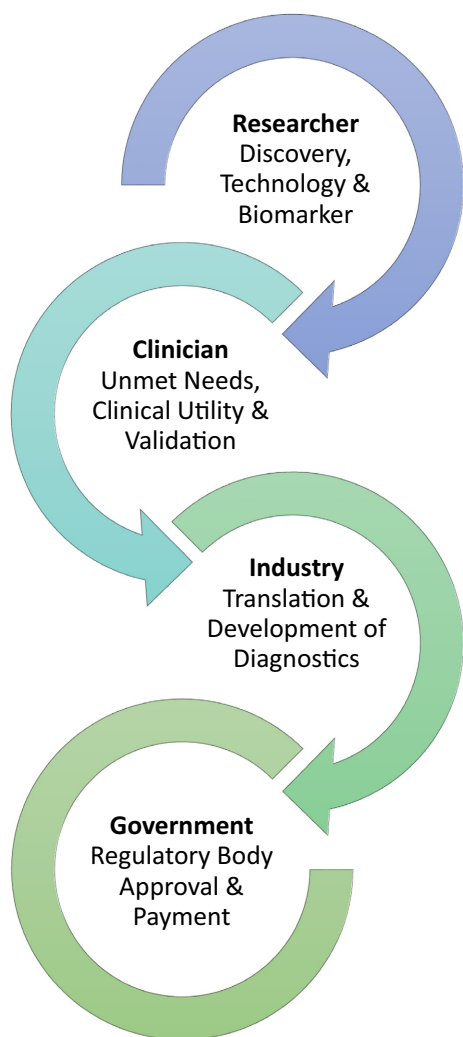 Researcher
Discovery,
Technology &
Biomarker
Clinician
Unmet Needs,
Clinical Utility &
Validation
Industry
Translation &
Development of
Diagnostics
Government
Regulatory Body
Approval &
Payment